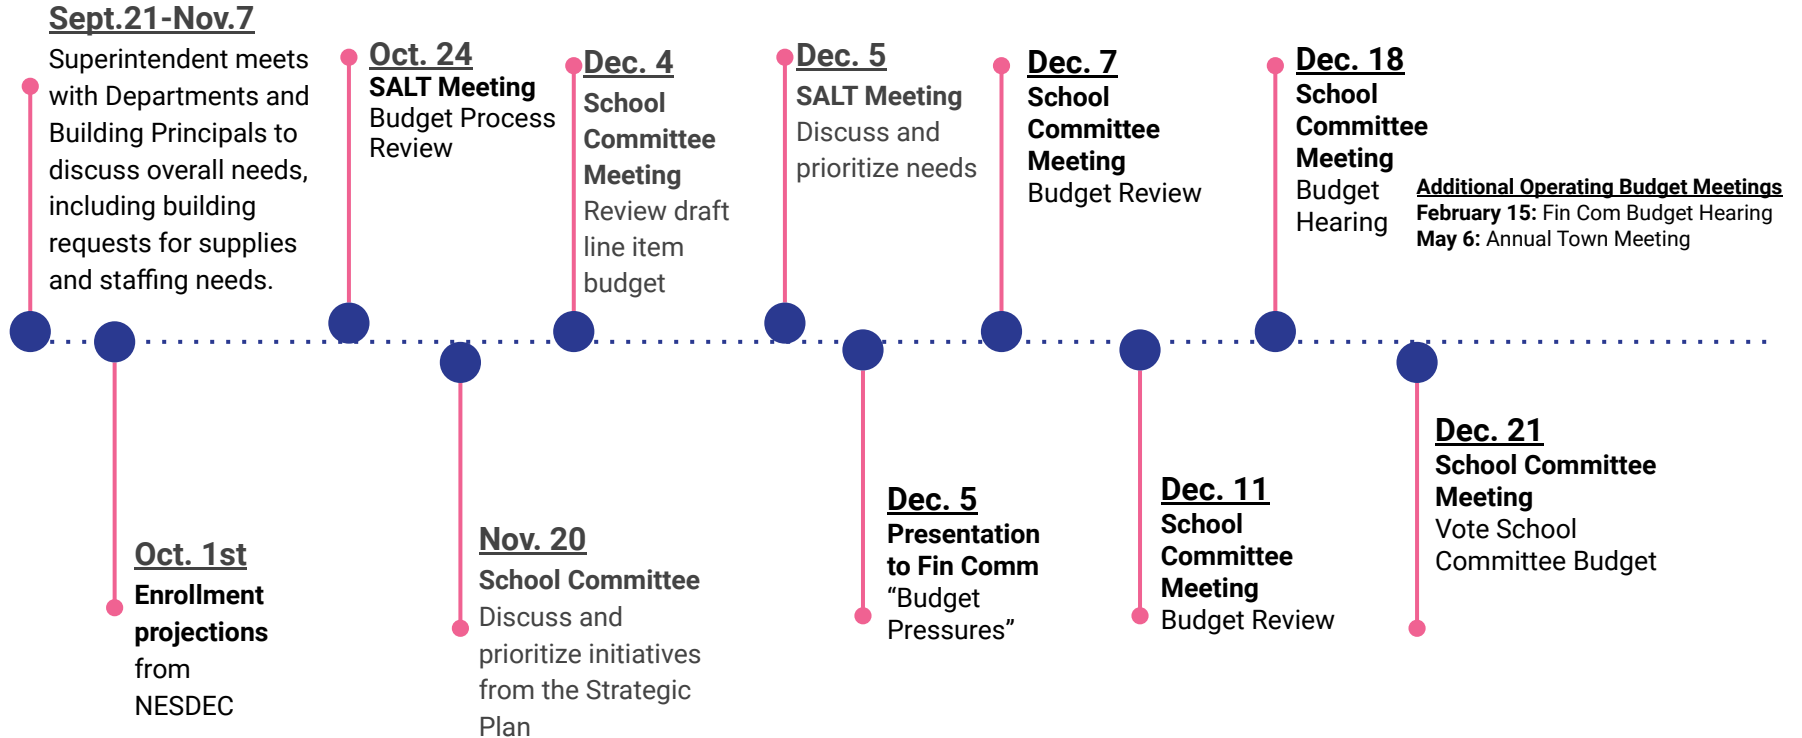 Sept.21-Nov.7
Superintendent meets
with Departments and
Building Principals to
discuss overall needs,
including building
requests for supplies
and staffing needs.
Oct. 1st
Enrollment
projections
from
NESDEC
Oct. 24
SALT Meeting
Budget Process
Review
Nov. 20
School Committee
Discuss and
prioritize initiatives
from the Strategic
Plan
Dec. 4
School
Committee
Meeting
Review draft
line item
budget
Dec. 5
SALT Meeting
Discuss and
prioritize needs
Dec. 5
Presentation
to Fin Comm
“Budget
Pressures”
Dec. 7
School
Committee
Meeting
Budget Review
Dec. 11
School
Committee
Meeting
Budget Review
Dec. 18
School
Committee
Meeting
Budget
Hearing
Dec. 21
School Committee
Meeting
Vote School
Committee Budget
Additional Operating Budget Meetings
February 15: Fin Com Budget Hearing
May 6: Annual Town Meeting